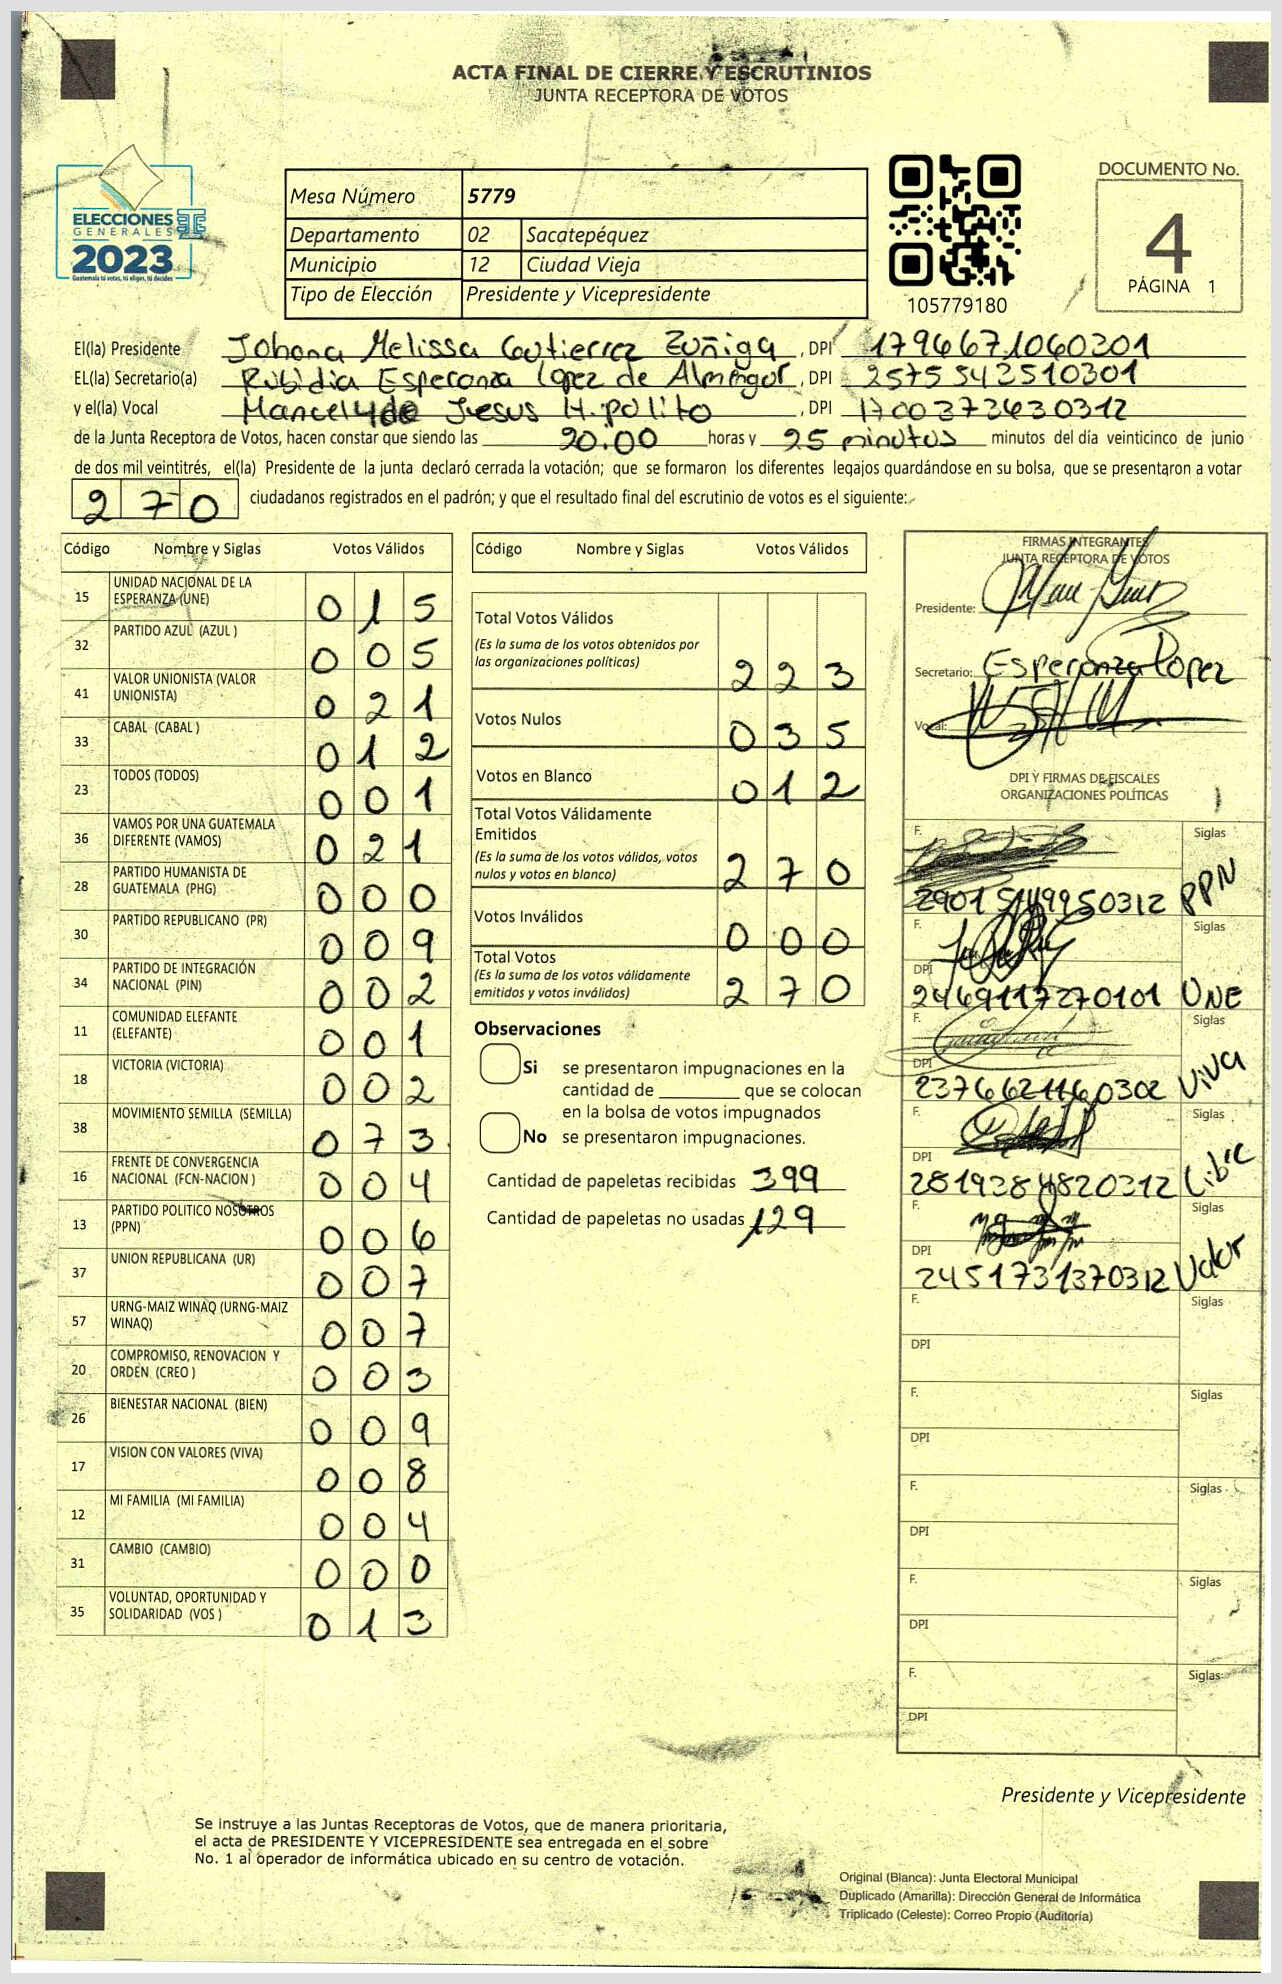 ACTA FINAL DE CIERRE Y ESCRUTINIOS
JUNTA RECEPTORA DE VOTOS
ELECCIONES
GENERALES
2023
Guatemala tú votas, tú eliges, tú decides
Mesa Número 5779
Departamento 02 Sacatepéquez
Municipio 12 Ciudad Vieja
Tipo de Elección Presidente y Vicepresidente
105779180
DOCUMENTO No.
4
PÁGINA 1
El(la) Presidente Johana Melissa Gutierrez Zuñiga, DPI 1796671060301
EL(la) Secretario(a) Rubidia Esperanza Lopez de Almengor, DPI 2575542510301
y el(la) Vocal Jesus H.polito, DPI 1700372630312
de la Junta Receptora de Votos, hacen constar que siendo las 20.00 horas y 25 minutos minutos del día veinticinco de junio
de dos mil veintitrés, el(la) Presidente de la junta declaró cerrada la votación; que se formaron los diferentes legajos guardándose en su bolsa, que se presentaron a votar
270 ciudadanos registrados en el padrón; y que el resultado final del escrutinio de votos es el siguiente:
Código Nombre y Siglas Votos Válidos
15 UNIDAD NACIONAL DE LA ESPERANZA (UNE) 015
32 PARTIDO AZUL (AZUL ) 005
41 VALOR UNIONISTA (VALOR UNIONISTA) 021
33 CABAL (CABAL ) 012
23 TODOS (TODOS) 001
36 VAMOS POR UNA GUATEMALA DIFERENTE (VAMOS) 021
28 PARTIDO HUMANISTA DE GUATEMALA (PHG) 000
30 PARTIDO REPUBLICANO (PR) 009
34 PARTIDO DE INTEGRACIÓN NACIONAL (PIN) 002
11 COMUNIDAD ELEFANTE (ELEFANTE) 001
18 VICTORIA (VICTORIA) 002
38 MOVIMIENTO SEMILLA (SEMILLA) 073
16 FRENTE DE CONVERGENCIA NACIONAL (FCN-NACION ) 004
13 PARTIDO POLITICO NOSOTROS (PPN) 006
37 UNION REPUBLICANA (UR) 007
57 URNG-MAIZ WINAQ (URNG-MAIZ WINAQ) 007
20 COMPROMISO, RENOVACION Y ORDEN (CREO ) 003
26 BIENESTAR NACIONAL (BIEN) 009
17 VISION CON VALORES (VIVA) 008
12 MI FAMILIA (MI FAMILIA) 004
31 CAMBIO (CAMBIO) 000
35 VOLUNTAD, OPORTUNIDAD Y SOLIDARIDAD (VOS ) 013
Código Nombre y Siglas Votos Válidos
Total Votos Válidos
(Es la suma de los votos obtenidos por
las organizaciones políticas) 223
Votos Nulos 035
Votos en Blanco 012
Total Votos Válidamente
Emitidos
(Es la suma de los votos válidos, votos
nulos y votos en blanco) 270
Votos Inválidos 000
Total Votos
(Es la suma de los votos válidamente
emitidos y votos inválidos) 270
Observaciones
Si se presentaron impugnaciones en la
cantidad de ________ que se colocan
en la bolsa de votos impugnados
No se presentaron impugnaciones.
Cantidad de papeletas recibidas 399
Cantidad de papeletas no usadas 129
FIRMAS INTEGRANTES
JUNTA RECEPTORA DE VOTOS
Presidente:
Secretario: Esperanza Lopez
Vocal:
DPI Y FIRMAS DE FISCALES
ORGANIZACIONES POLÍTICAS
F. Siglas
PPN
F. Siglas
DPI 2469117270101 UNE
F. Siglas
DPI 2376621160302 VIVA
F. Siglas
DPI 2819384820312
F. Siglas
DPI 2451731370312 Valor
F. Siglas
DPI
F. Siglas
DPI
F. Siglas
DPI
F. Siglas
DPI
F. Siglas
DPI
Presidente y Vicepresidente
Se instruye a las Juntas Receptoras de Votos, que de manera prioritaria,
el acta de PRESIDENTE Y VICEPRESIDENTE sea entregada en el sobre
No. 1 al operador de informática ubicado en su centro de votación.
Original (Blanca): Junta Electoral Municipal
Duplicado (Amarilla): Dirección General de Informática
Triplicado (Celeste): Correo Propio (Auditoría)